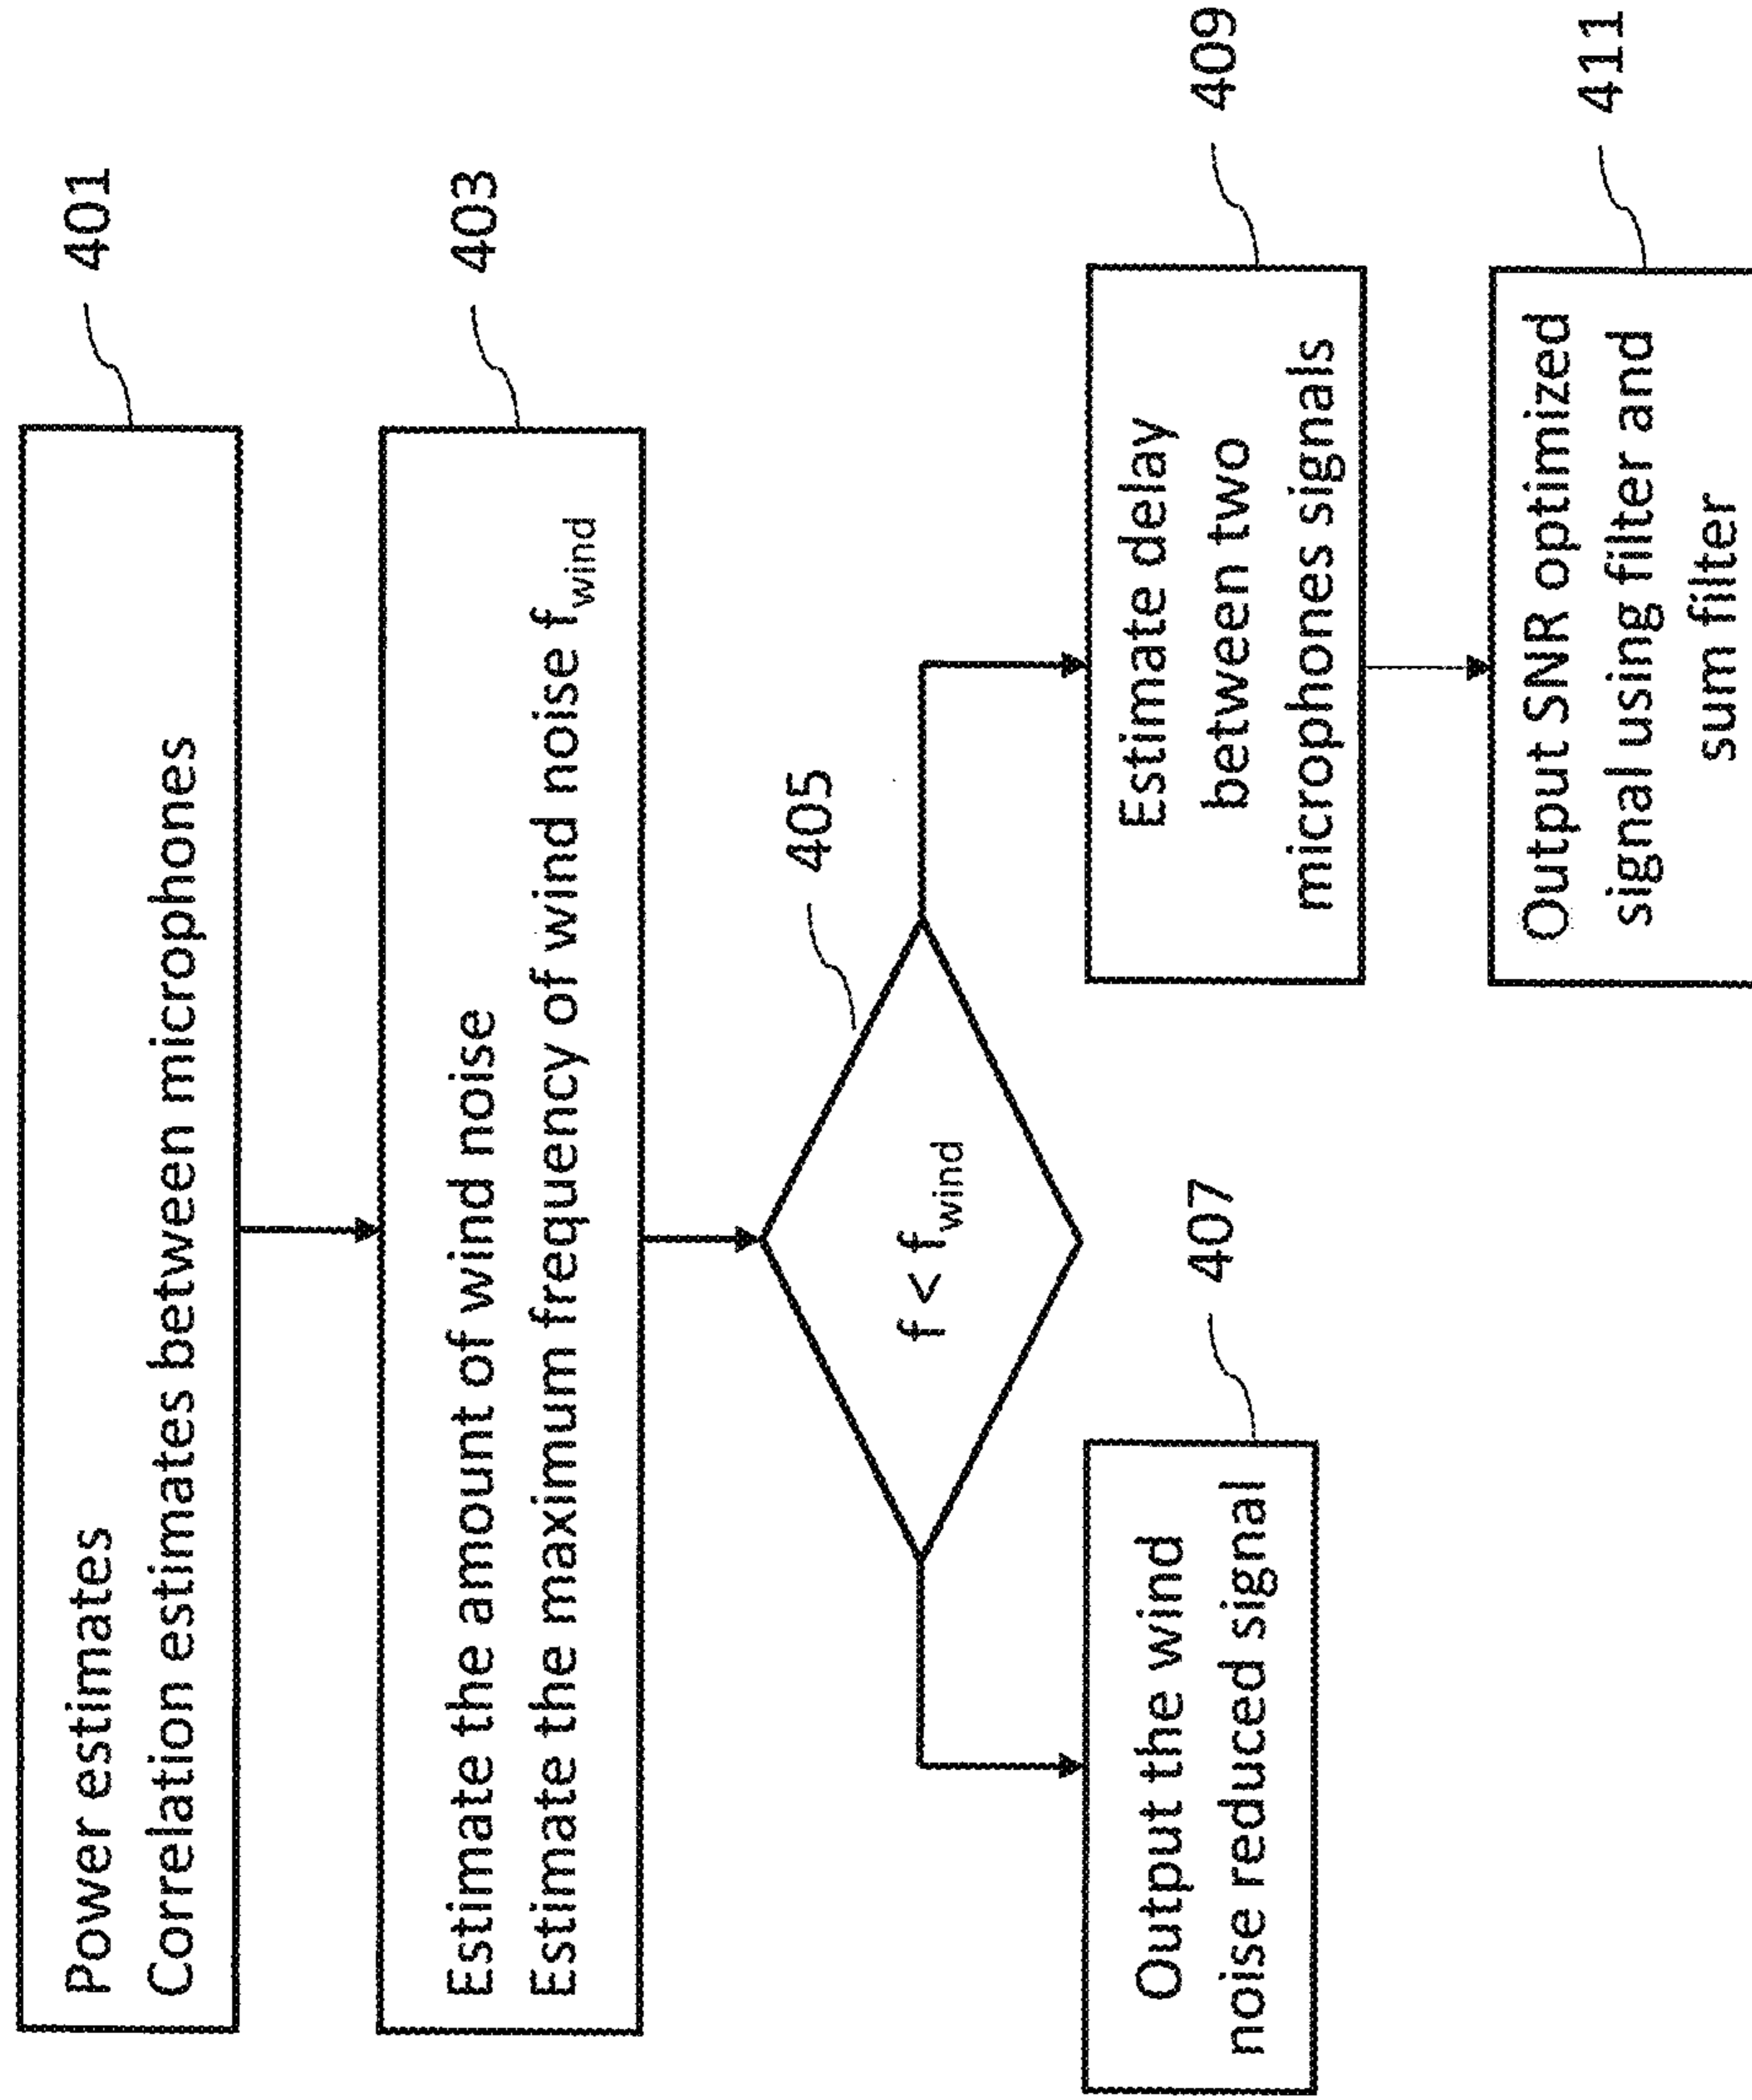 Power estimates
Correlation estimates between microphones
401
Estimate the amount of wind noise
Estimate the maximum frequency of wind noise f_wind
403
f < f_wind
405
Output the wind
noise reduced signal
407
Estimate delay
between two
microphones signals
409
Output SNR optimized
signal using filter and
sum filter
411